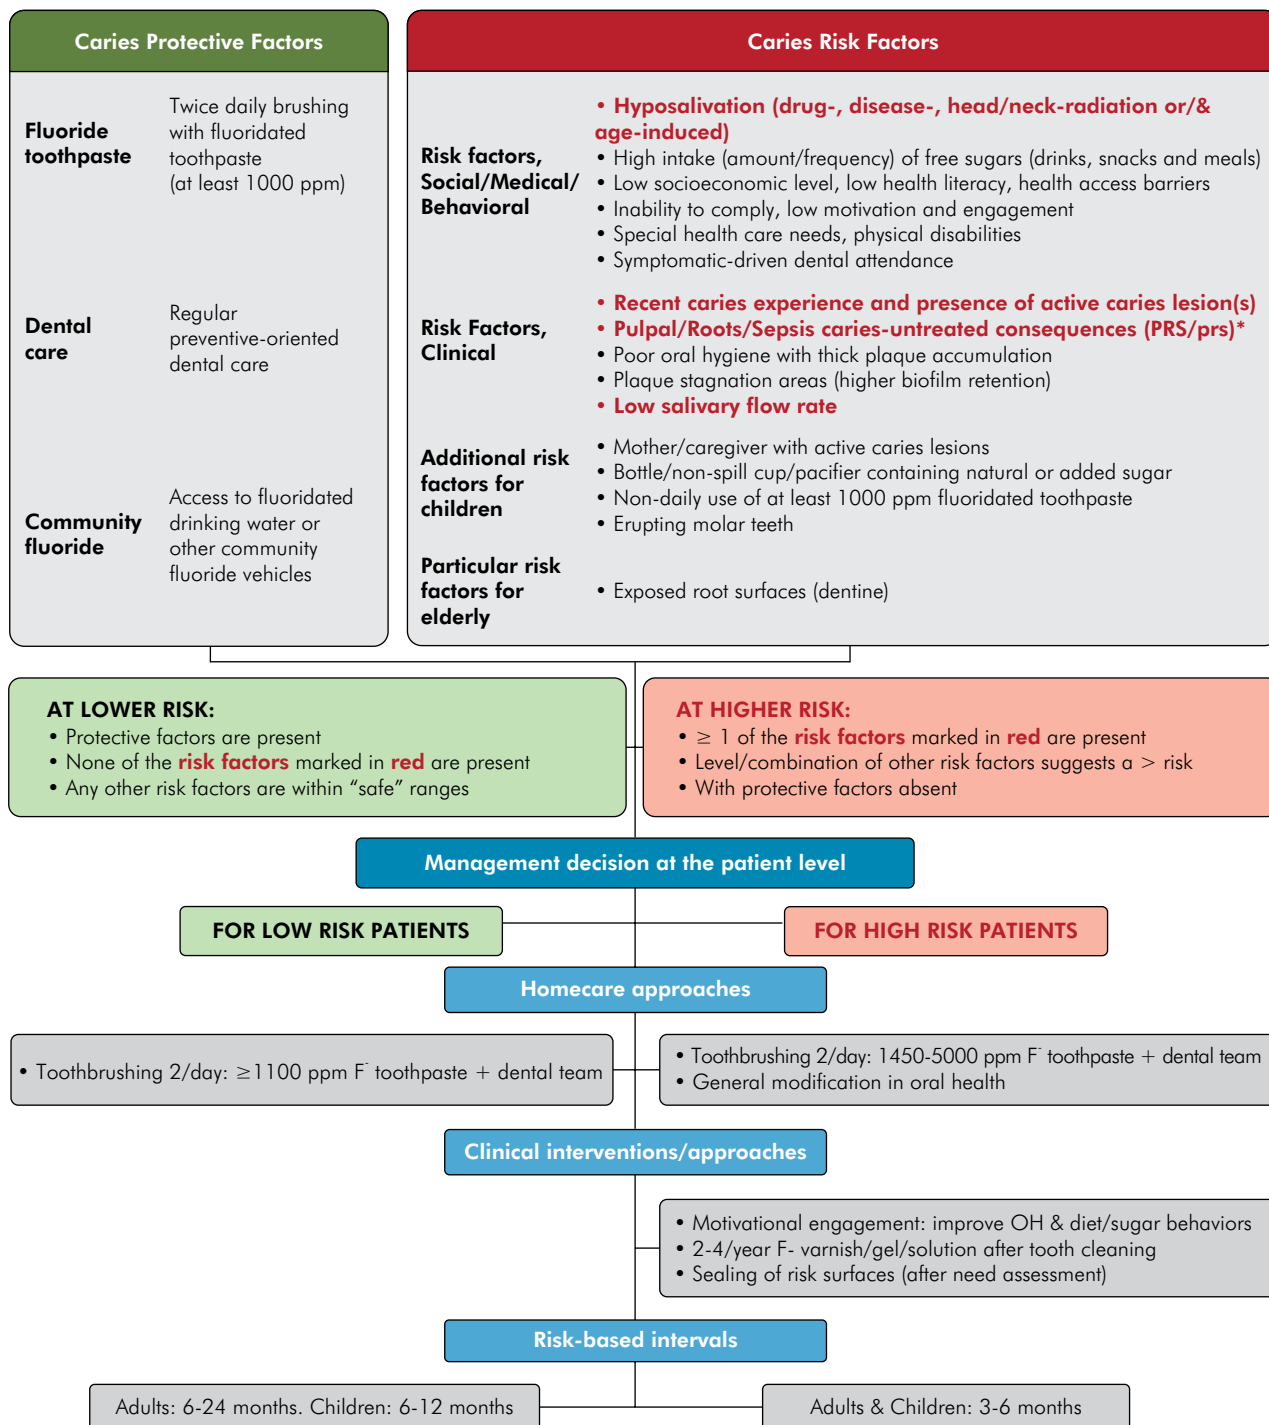 Caries Protective Factors
Fluoride
toothpaste
Twice daily brushing
with fluoridated
toothpaste
(at least 1000 ppm)
Dental
care
Regular
preventive-oriented
dental care
Community
fluoride
Access to fluoridated
drinking water or
other community
fluoride vehicles
Caries Risk Factors
Risk factors,
Social/Medical/
Behavioral
• Hyposalivation (drug-, disease-, head/neck-radiation or/&
age-induced)
• High intake (amount/frequency) of free sugars (drinks, snacks and meals)
• Low socioeconomic level, low health literacy, health access barriers
• Inability to comply, low motivation and engagement
• Special health care needs, physical disabilities
• Symptomatic-driven dental attendance
Risk Factors,
Clinical
• Recent caries experience and presence of active caries lesion(s)
• Pulpal/Roots/Sepsis caries-untreated consequences (PRS/prs)*
• Poor oral hygiene with thick plaque accumulation
• Plaque stagnation areas (higher biofilm retention)
• Low salivary flow rate
Additional risk
factors for
children
• Mother/caregiver with active caries lesions
• Bottle/non-spill cup/pacifier containing natural or added sugar
• Non-daily use of at least 1000 ppm fluoridated toothpaste
• Erupting molar teeth
Particular risk
factors for
elderly
• Exposed root surfaces (dentine)
AT LOWER RISK:
• Protective factors are present
• None of the risk factors marked in red are present
• Any other risk factors are within “safe” ranges
AT HIGHER RISK:
• ≥ 1 of the risk factors marked in red are present
• Level/combination of other risk factors suggests a > risk
• With protective factors absent
Management decision at the patient level
FOR LOW RISK PATIENTS
FOR HIGH RISK PATIENTS
Homecare approaches
• Toothbrushing 2/day: ≥1100 ppm F⁻ toothpaste + dental team
• Toothbrushing 2/day: 1450-5000 ppm F⁻ toothpaste + dental team
• General modification in oral health
Clinical interventions/approaches
• Motivational engagement: improve OH & diet/sugar behaviors
• 2-4/year F- varnish/gel/solution after tooth cleaning
• Sealing of risk surfaces (after need assessment)
Risk-based intervals
Adults: 6-24 months. Children: 6-12 months
Adults & Children: 3-6 months